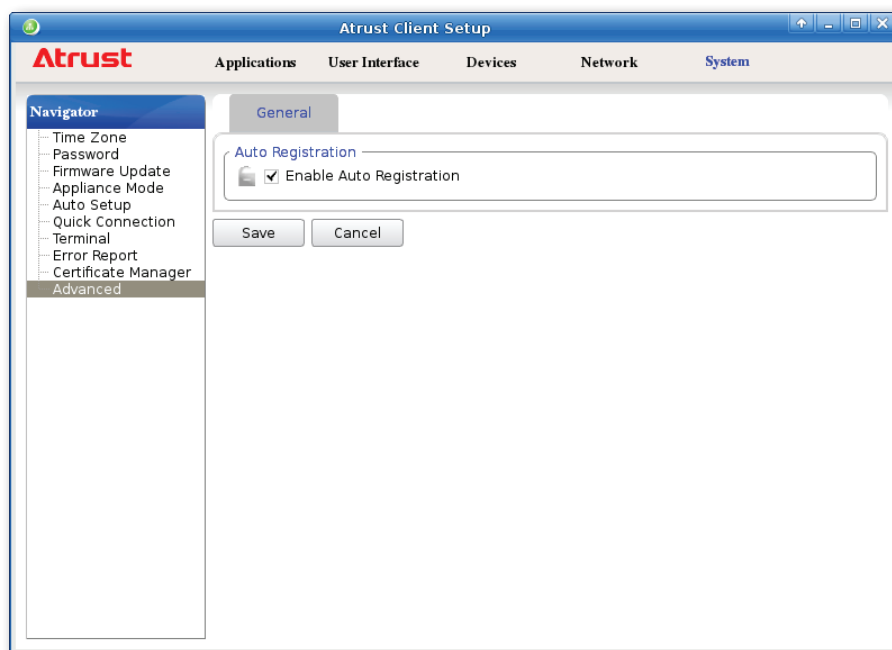 Atrust Client Setup
Atrust
Applications User Interface Devices Network System
Navigator
Time Zone
Password
Firmware Update
Appliance Mode
Auto Setup
Quick Connection
Terminal
Error Report
Certificate Manager
Advanced
General
Auto Registration
Enable Auto Registration
Save Cancel